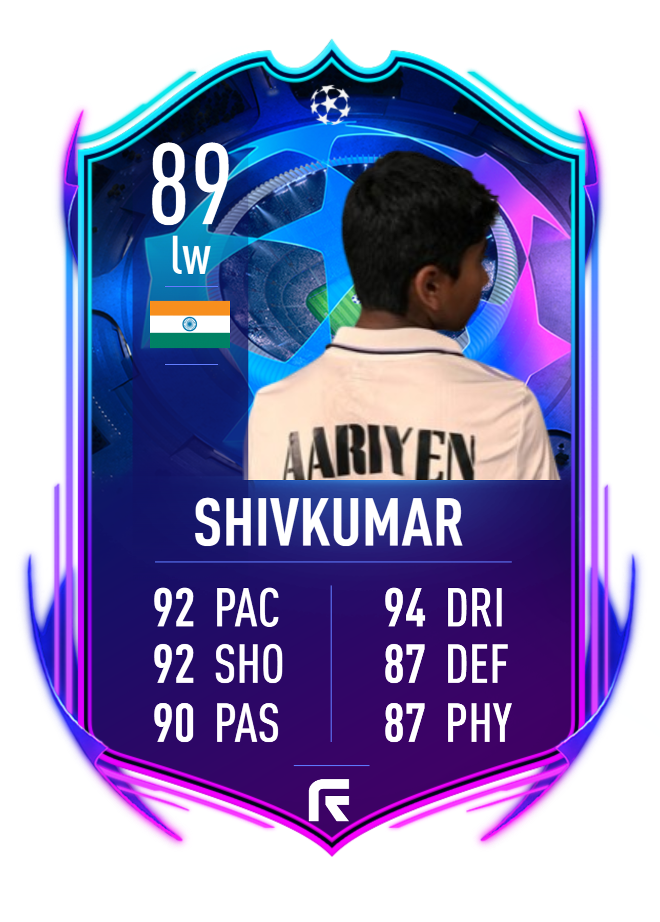 89
lw
AARIYEN
SHIVKUMAR
92 PAC
94 DRI
92 SHO
87 DEF
90 PAS
87 PHY